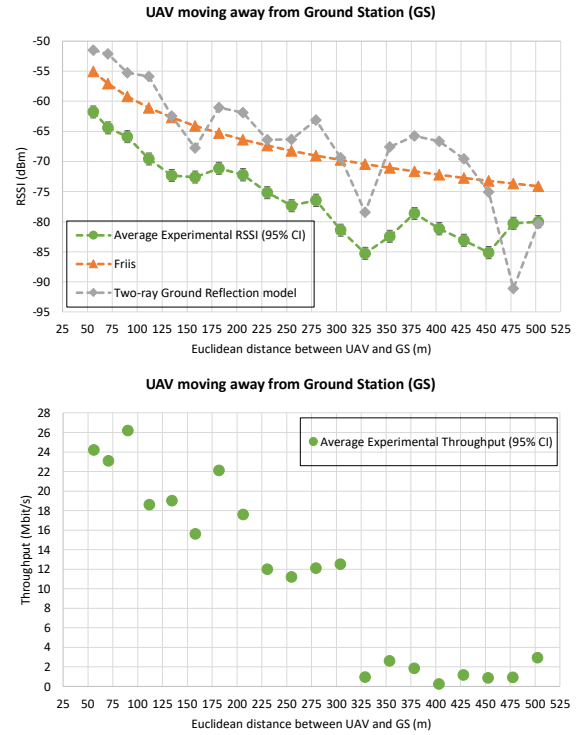 UAV moving away from Ground Station (GS)
-50
-55
-60
-65
-70
-75
-80
-85
-90
-95
RSSI (dBm)
Average Experimental RSSI (95% CI)
Friis
Two-ray Ground Reflection model
25 50 75 100 125 150 175 200 225 250 275 300 325 350 375 400 425 450 475 500 525
Euclidean distance between UAV and GS (m)
UAV moving away from Ground Station (GS)
28
26
24
22
20
18
16
14
12
10
8
6
4
2
0
Throughput (Mbit/s)
Average Experimental Throughput (95% CI)
25 50 75 100 125 150 175 200 225 250 275 300 325 350 375 400 425 450 475 500 525
Euclidean distance between UAV and GS (m)